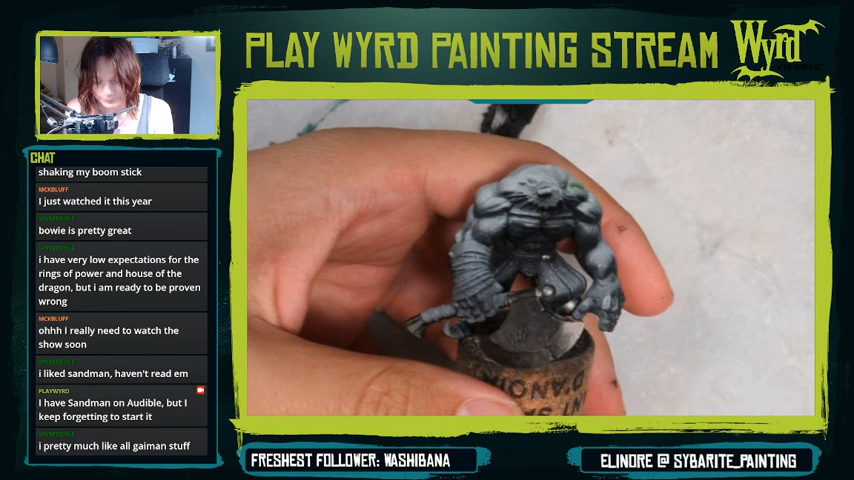 PLAY WYRD PAINTING STREAM
Wyrd
CHAT
shaking my boom stick
MCKBLUFF
I just watched it this year
bowie is pretty great
i have very low expectations for the
rings of power and house of the
dragon, but i am ready to be proven
wrong
MCKBLUFF
ohhh I really need to watch the
show soon
i liked sandman, haven't read em
PLAYWYRD
I have Sandman on Audible, but I
keep forgetting to start it
i pretty much like all gaiman stuff
FRESHEST FOLLOWER: WASHIBANA
ELINORE @ SYBARITE_PAINTING